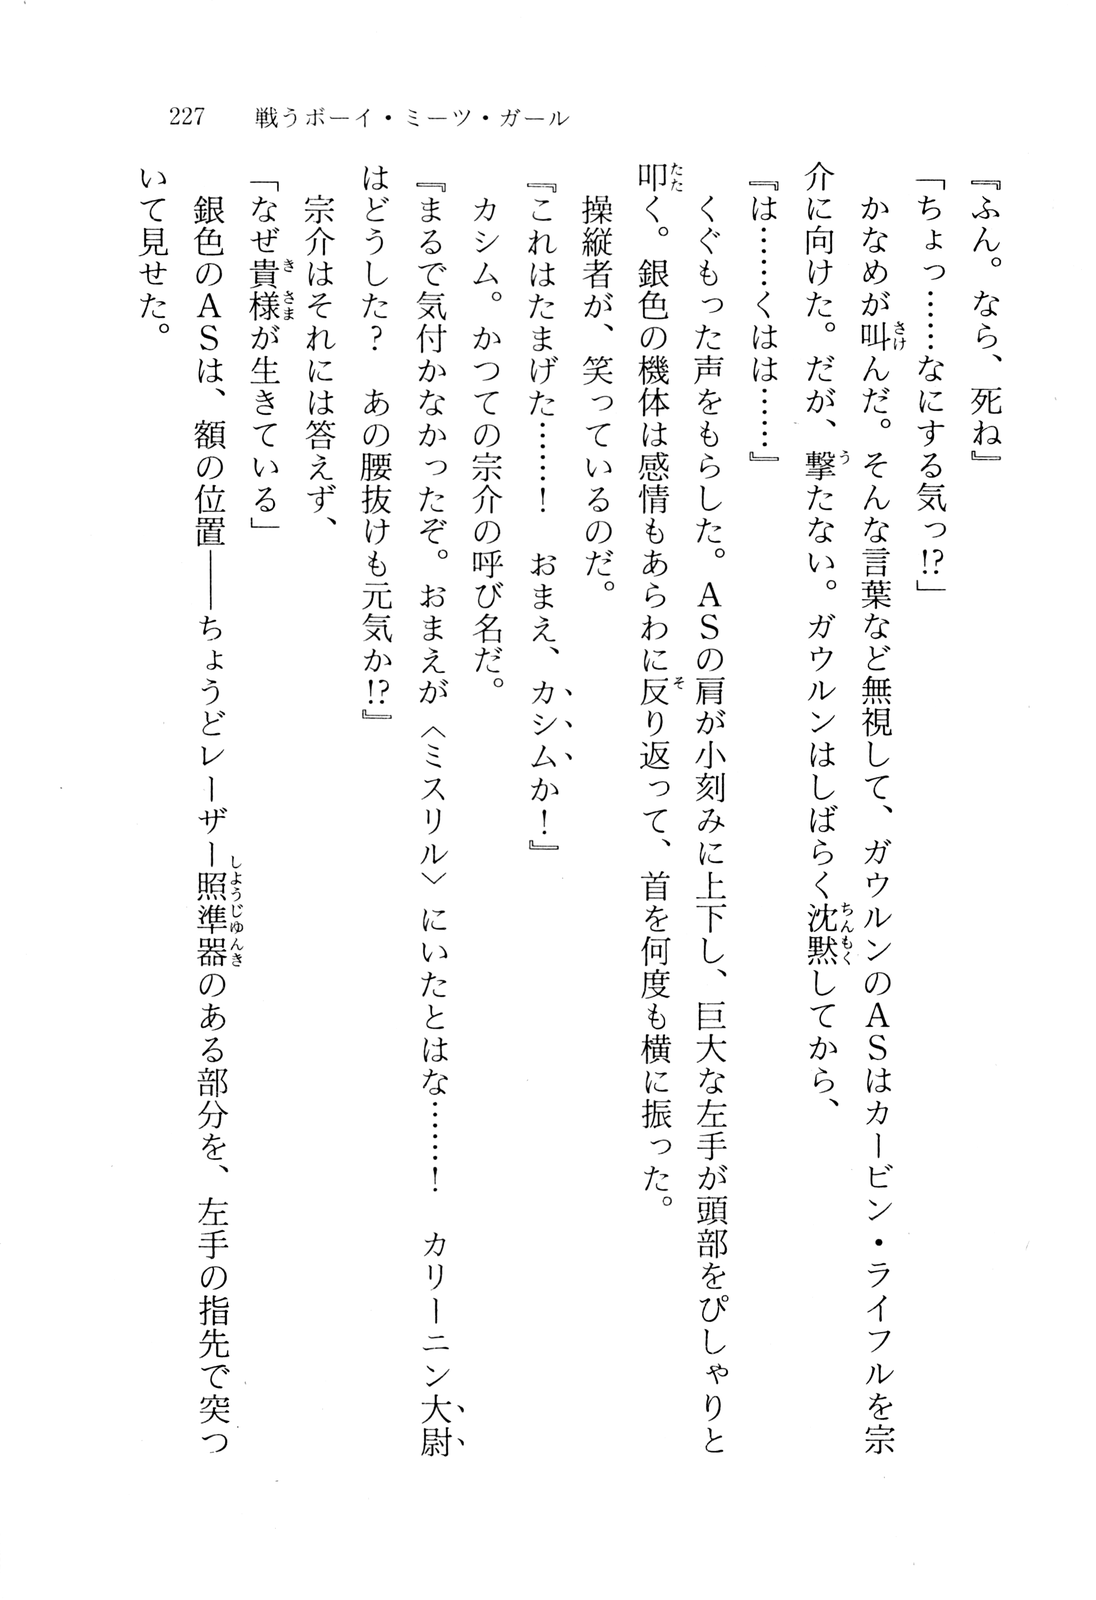 227　戦うボーイ・ミーツ・ガール
『ふん。なら、死ね』
「ちょっ……なにする気っ!?」
　かなめが叫んだ。そんな言葉など無視して、ガウルンのＡＳはカービン・ライフルを宗
介に向けた。だが、撃たない。ガウルンはしばらく沈黙してから、
『は……くはは……』
　くぐもった声をもらした。ＡＳの肩が小刻みに上下し、巨大な左手が頭部をぴしゃりと
叩く。銀色の機体は感情もあらわに反り返って、首を何度も横に振った。
　操縦者が、笑っているのだ。
『これはたまげた……！　おまえ、カシムか！』
　カシム。かつての宗介の呼び名だ。
『まるで気付かなかったぞ。おまえが〈ミスリル〉にいたとはな……！　カリーニン大尉
はどうした？　あの腰抜けも元気か!?』
　宗介はそれには答えず、
「なぜ貴様が生きている」
　銀色のＡＳは、額の位置――ちょうどレーザー照準器のある部分を、左手の指先で突つ
いて見せた。